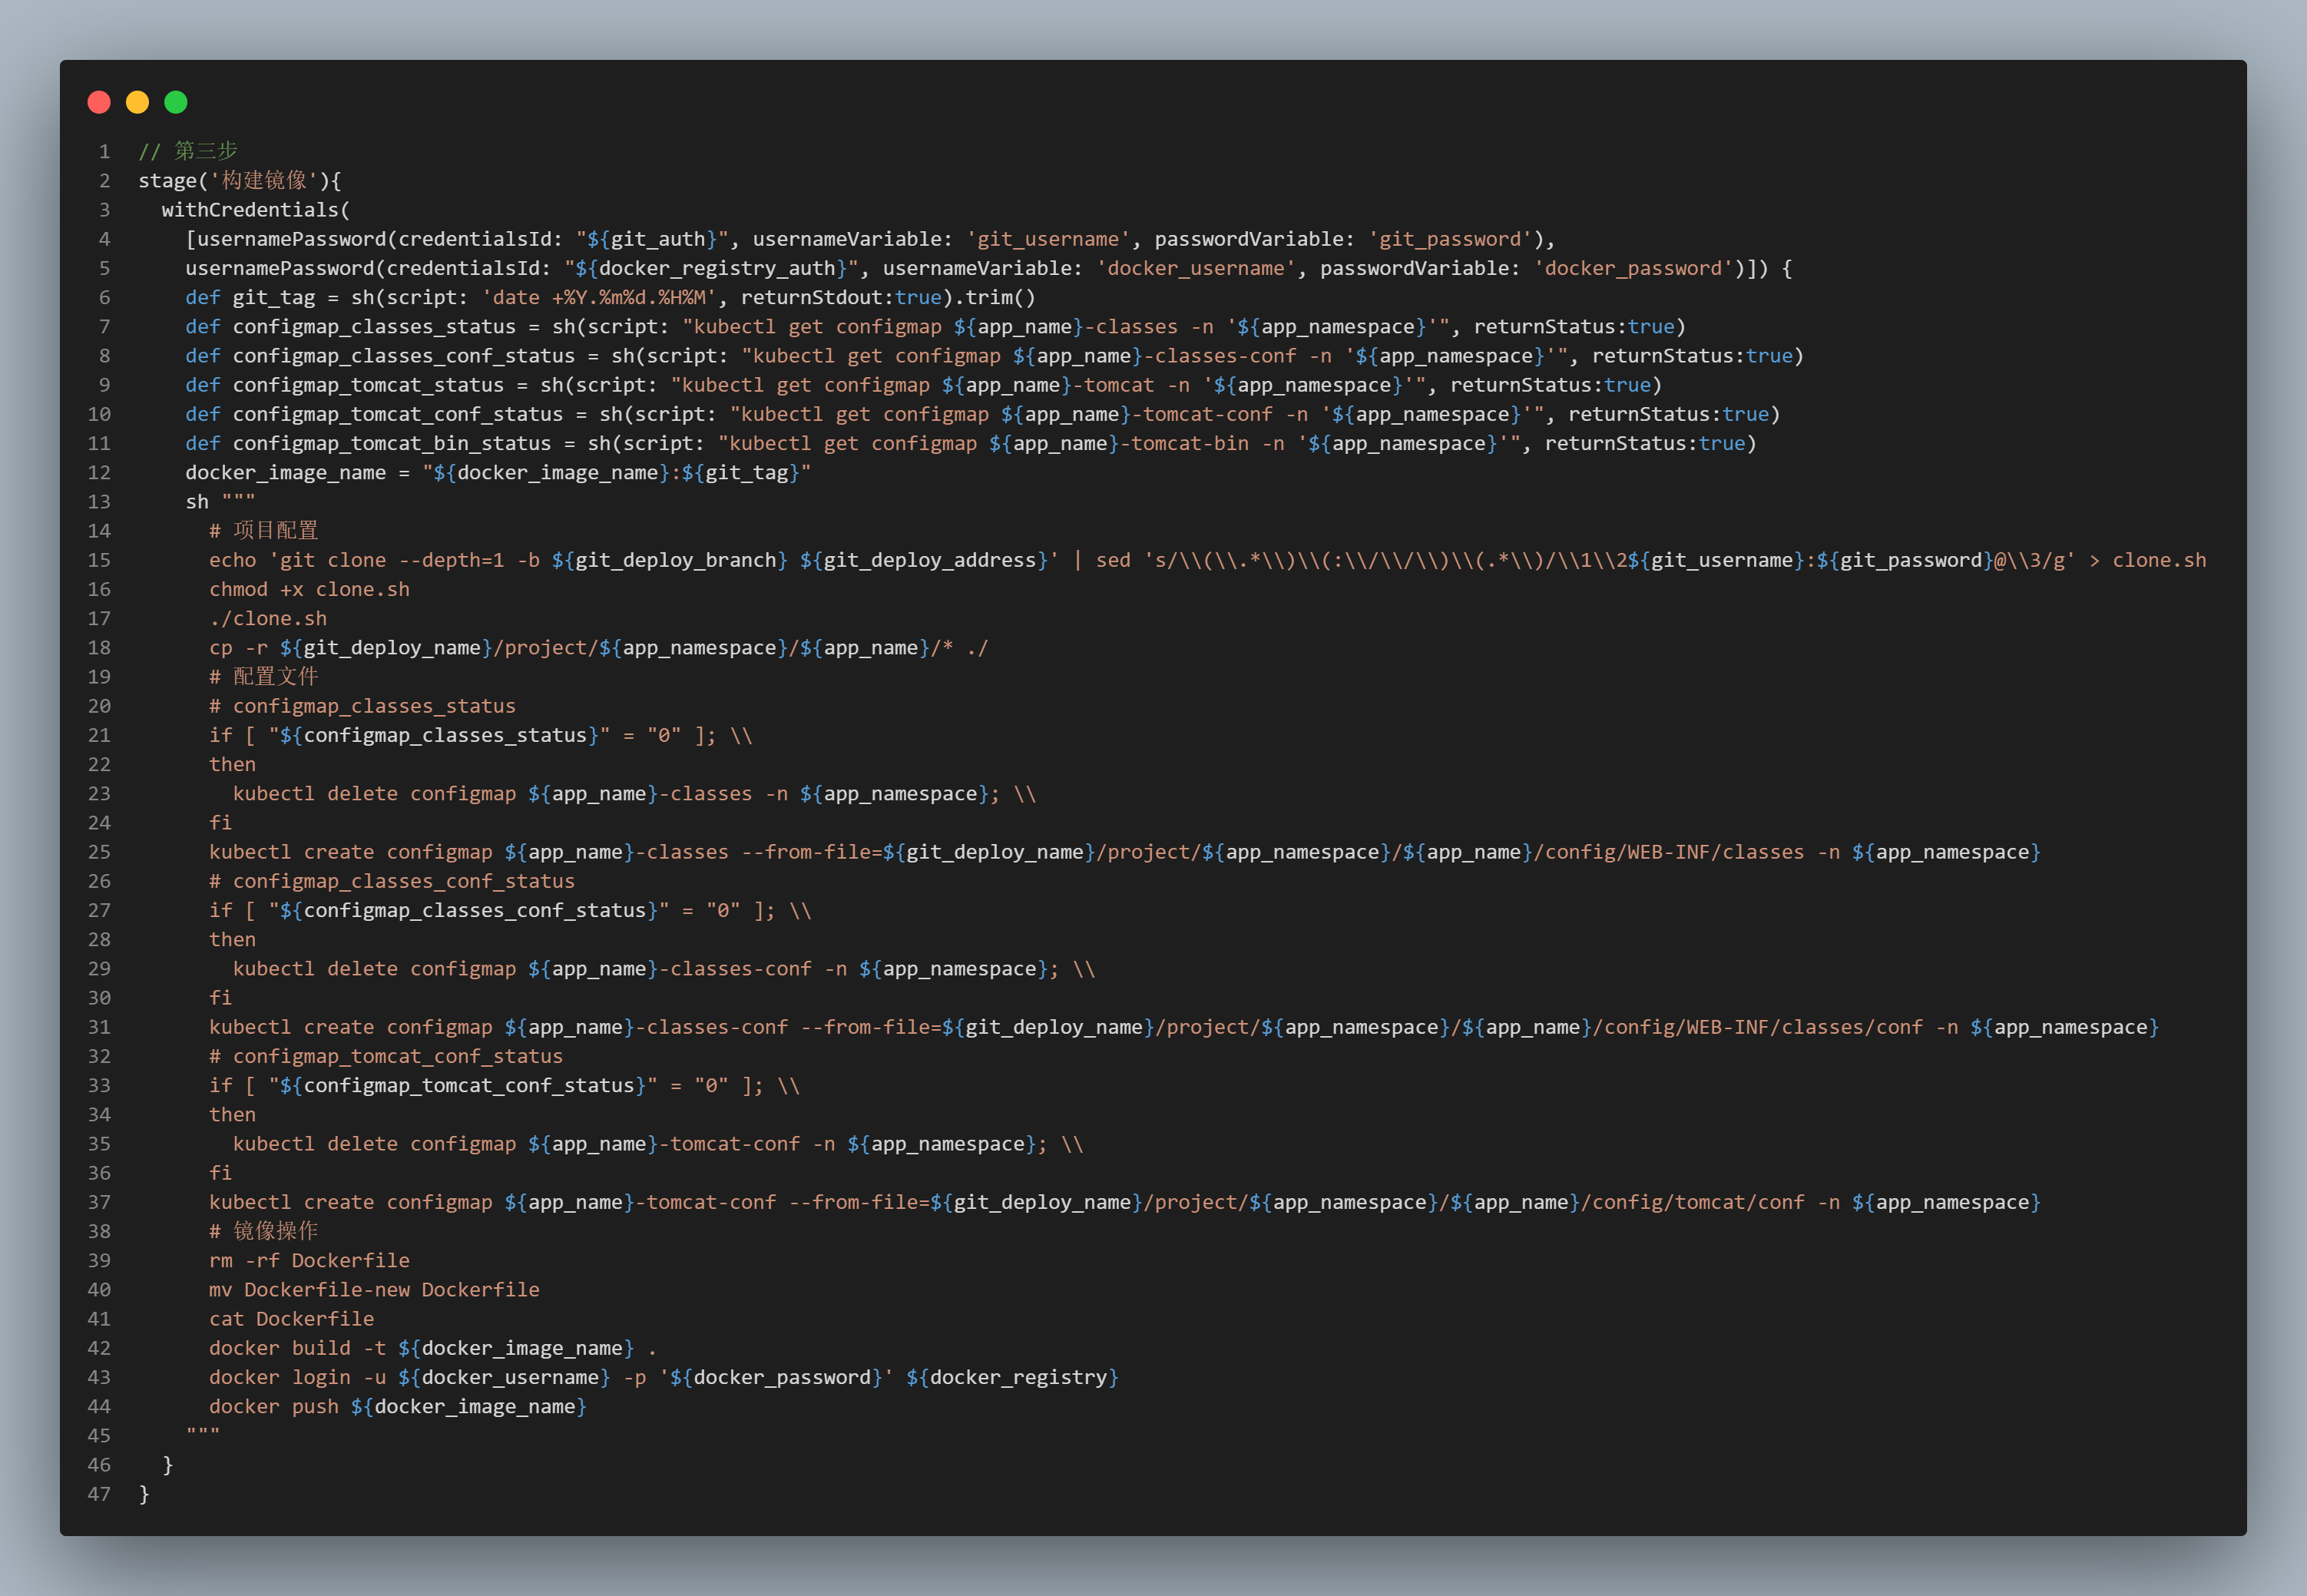 1 // 第三步
2 stage('构建镜像'){
3   withCredentials(
4     [usernamePassword(credentialsId: "${git_auth}", usernameVariable: 'git_username', passwordVariable: 'git_password'),
5     usernamePassword(credentialsId: "${docker_registry_auth}", usernameVariable: 'docker_username', passwordVariable: 'docker_password')]) {
6     def git_tag = sh(script: 'date +%Y.%m%d.%H%M', returnStdout:true).trim()
7     def configmap_classes_status = sh(script: "kubectl get configmap ${app_name}-classes -n '${app_namespace}'", returnStatus:true)
8     def configmap_classes_conf_status = sh(script: "kubectl get configmap ${app_name}-classes-conf -n '${app_namespace}'", returnStatus:true)
9     def configmap_tomcat_status = sh(script: "kubectl get configmap ${app_name}-tomcat -n '${app_namespace}'", returnStatus:true)
10     def configmap_tomcat_conf_status = sh(script: "kubectl get configmap ${app_name}-tomcat-conf -n '${app_namespace}'", returnStatus:true)
11     def configmap_tomcat_bin_status = sh(script: "kubectl get configmap ${app_name}-tomcat-bin -n '${app_namespace}'", returnStatus:true)
12     docker_image_name = "${docker_image_name}:${git_tag}"
13     sh """
14       # 项目配置
15       echo 'git clone --depth=1 -b ${git_deploy_branch} ${git_deploy_address}' | sed 's/\\(\\.*\\)\\(:\\/\\/\\)\\(.*\\)/\\1\\2${git_username}:${git_password}@\\3/g' > clone.sh
16       chmod +x clone.sh
17       ./clone.sh
18       cp -r ${git_deploy_name}/project/${app_namespace}/${app_name}/* ./
19       # 配置文件
20       # configmap_classes_status
21       if [ "${configmap_classes_status}" = "0" ]; \\
22       then
23         kubectl delete configmap ${app_name}-classes -n ${app_namespace}; \\
24       fi
25       kubectl create configmap ${app_name}-classes --from-file=${git_deploy_name}/project/${app_namespace}/${app_name}/config/WEB-INF/classes -n ${app_namespace}
26       # configmap_classes_conf_status
27       if [ "${configmap_classes_conf_status}" = "0" ]; \\
28       then
29         kubectl delete configmap ${app_name}-classes-conf -n ${app_namespace}; \\
30       fi
31       kubectl create configmap ${app_name}-classes-conf --from-file=${git_deploy_name}/project/${app_namespace}/${app_name}/config/WEB-INF/classes/conf -n ${app_namespace}
32       # configmap_tomcat_conf_status
33       if [ "${configmap_tomcat_conf_status}" = "0" ]; \\
34       then
35         kubectl delete configmap ${app_name}-tomcat-conf -n ${app_namespace}; \\
36       fi
37       kubectl create configmap ${app_name}-tomcat-conf --from-file=${git_deploy_name}/project/${app_namespace}/${app_name}/config/tomcat/conf -n ${app_namespace}
38       # 镜像操作
39       rm -rf Dockerfile
40       mv Dockerfile-new Dockerfile
41       cat Dockerfile
42       docker build -t ${docker_image_name} .
43       docker login -u ${docker_username} -p '${docker_password}' ${docker_registry}
44       docker push ${docker_image_name}
45     """
46   }
47 }